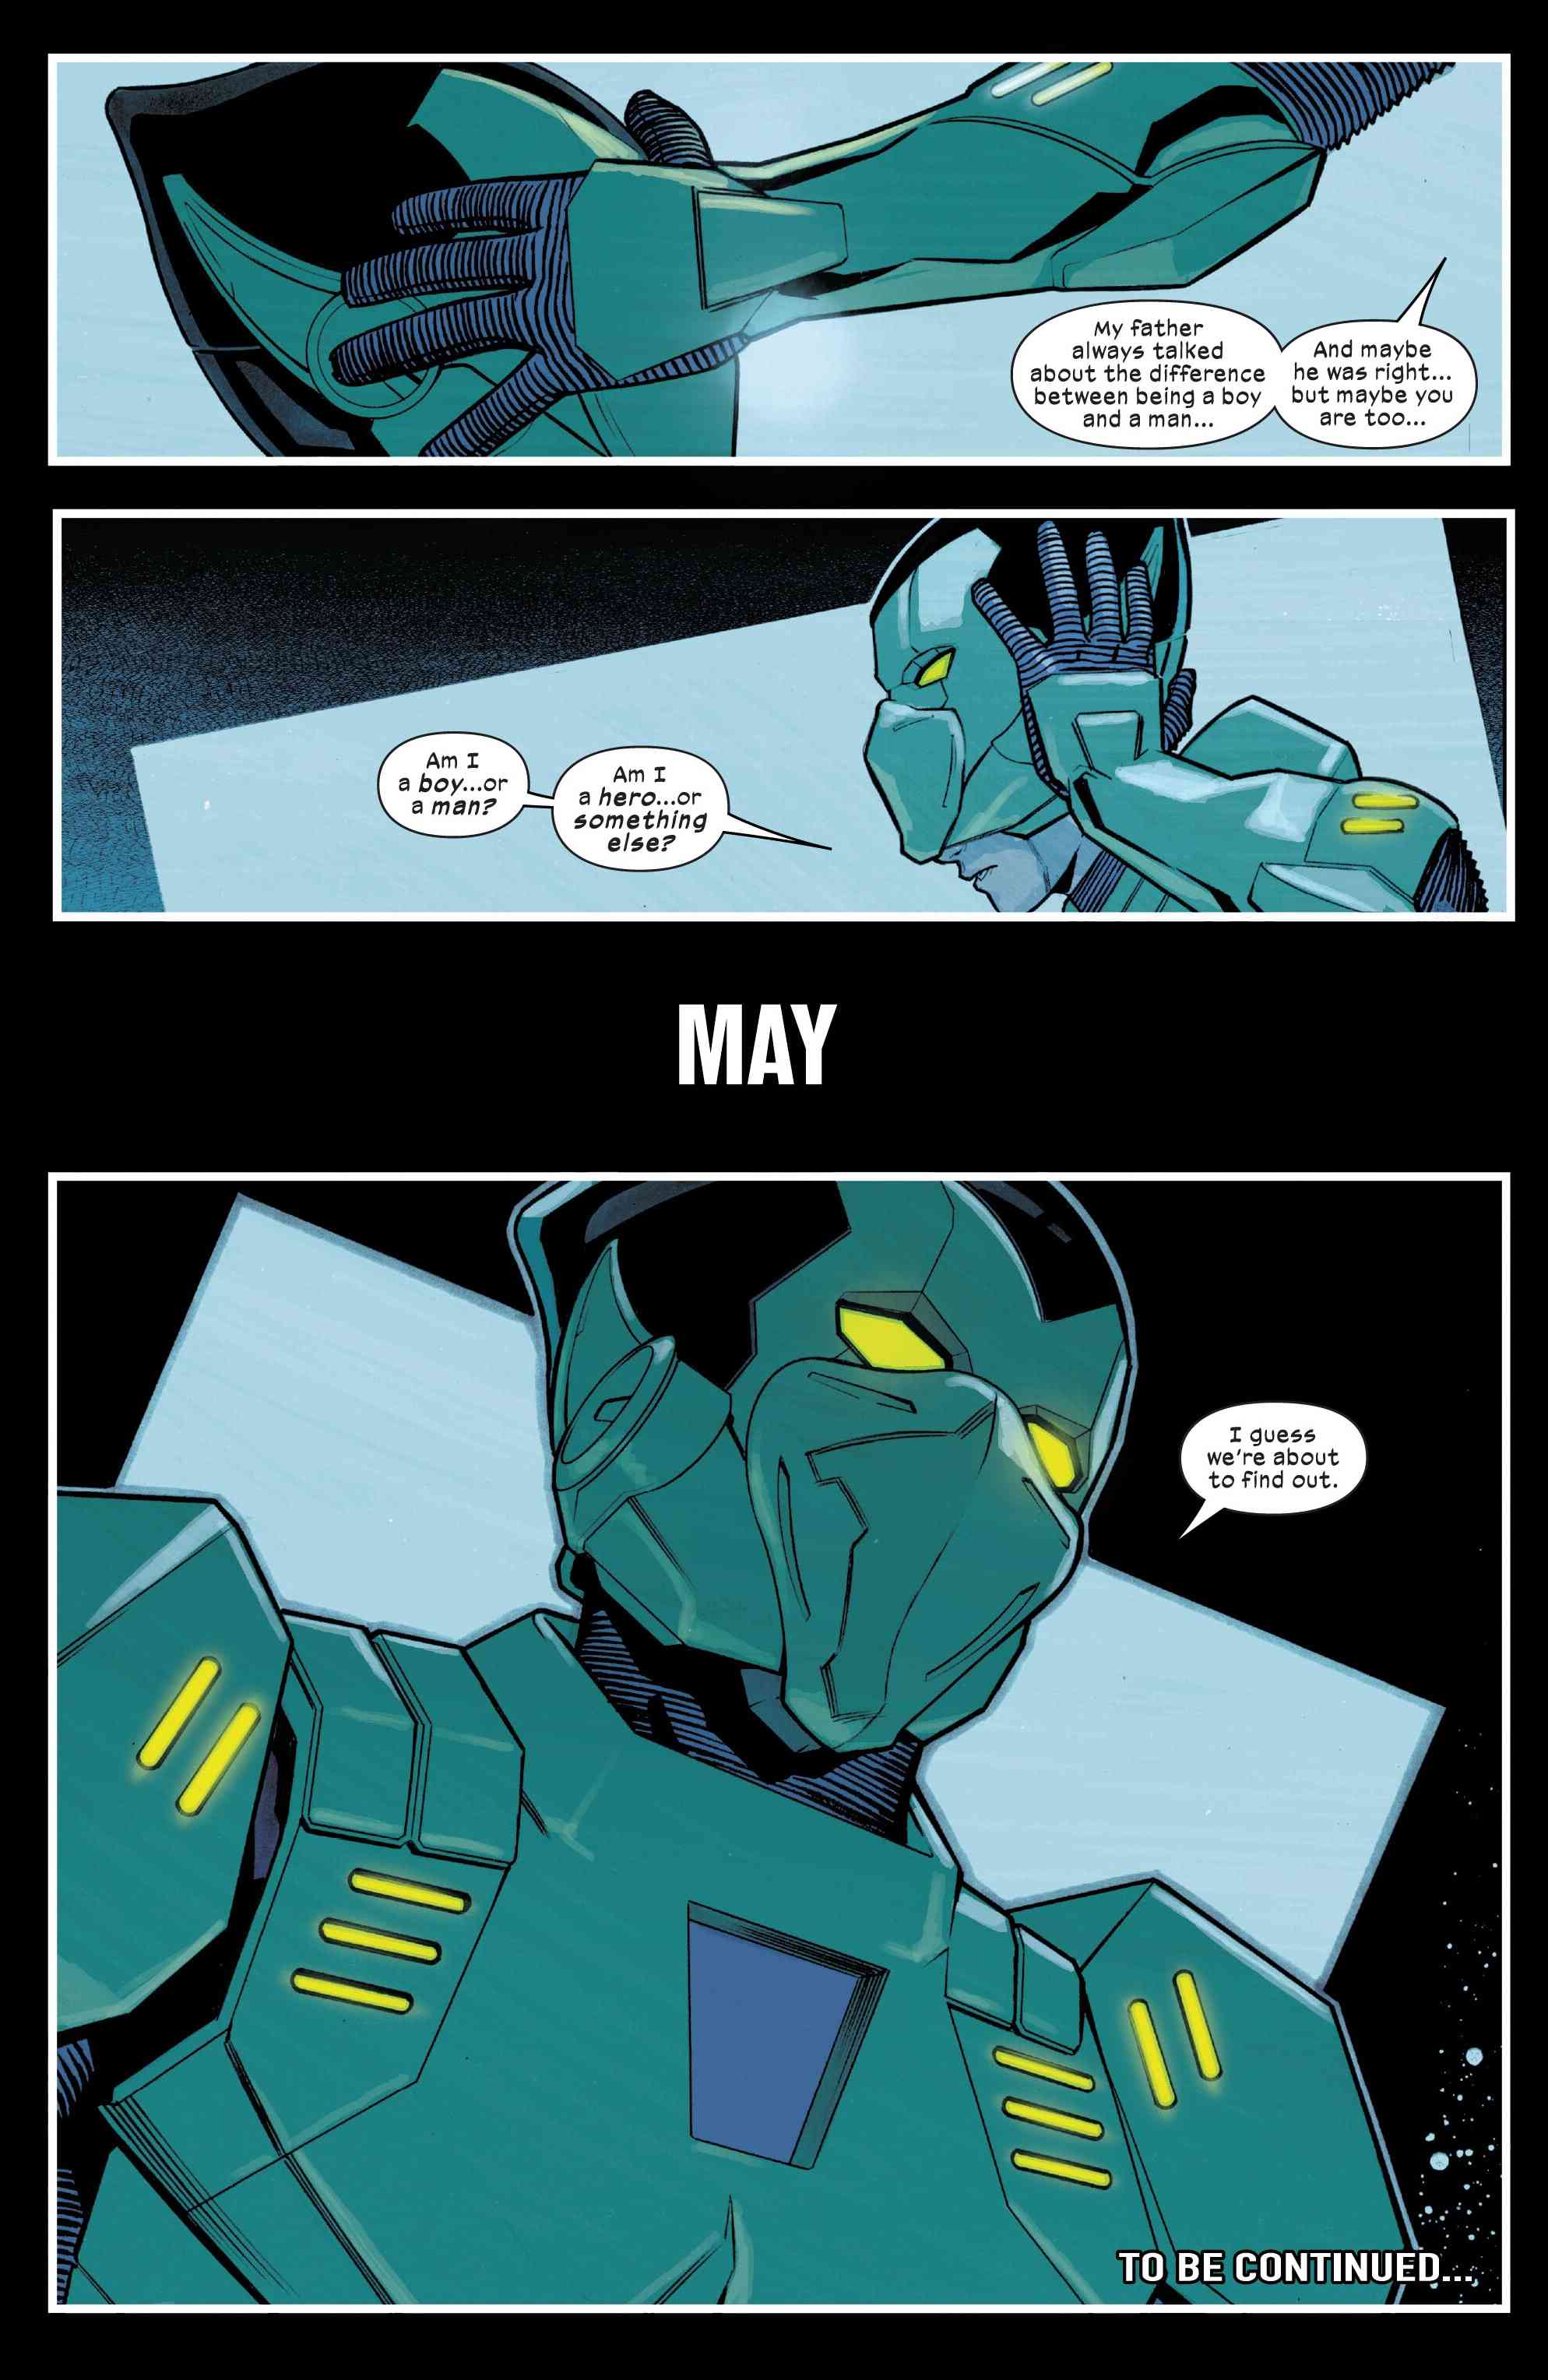 My father
always talked
about the difference
between being a boy
and a man...
And maybe
he was right...
but maybe you
are too...
Am I
a boy...or
a man?
Am I
a hero...or
something
else?
MAY
I guess
we're about
to find out.
TO BE CONTINUED...